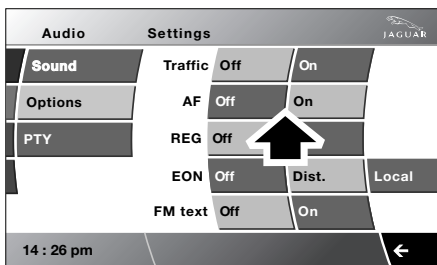 Audio Settings JAGUAR
Sound Traffic Off On
Options AF Off On
PTY REG Off
EON Off Dist. Local
FM text Off On
14 : 26 pm